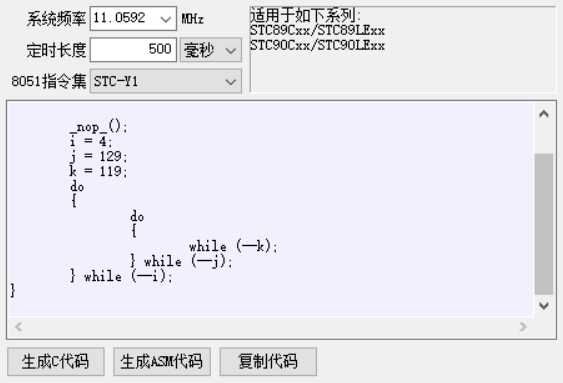 系统频率 11.0592 MHz
定时长度 500 毫秒
8051指令集 STC-Y1
适用于如下系列:
STC89Cxx/STC89LExx
STC90Cxx/STC90LExx
_nop_();
i = 4;
j = 129;
k = 119;
do
{
do
{
while (--k);
} while (--j);
} while (--i);
}
生成C代码 生成ASM代码 复制代码